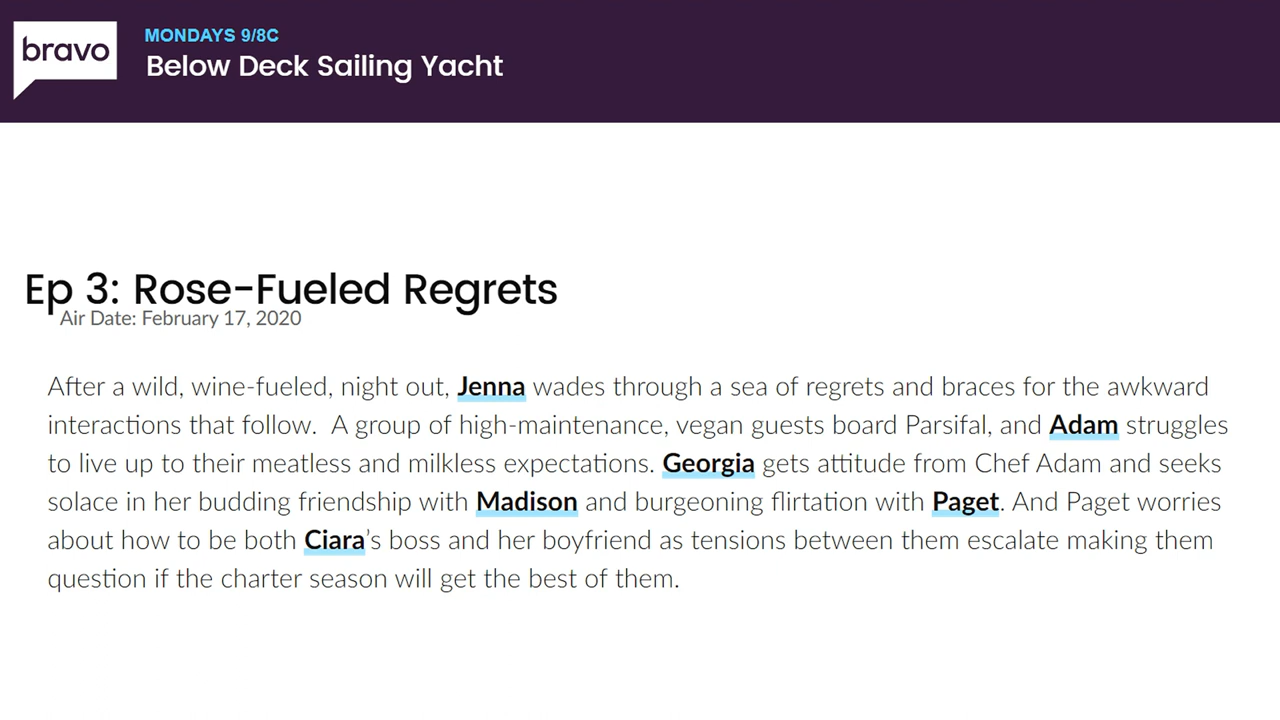 bravo
MONDAYS 9/8C
Below Deck Sailing Yacht
Ep 3: Rose-Fueled Regrets
Air Date: February 17, 2020
After a wild, wine-fueled, night out, Jenna wades through a sea of regrets and braces for the awkward
interactions that follow.  A group of high-maintenance, vegan guests board Parsifal, and Adam struggles
to live up to their meatless and milkless expectations. Georgia gets attitude from Chef Adam and seeks
solace in her budding friendship with Madison and burgeoning flirtation with Paget. And Paget worries
about how to be both Ciara's boss and her boyfriend as tensions between them escalate making them
question if the charter season will get the best of them.